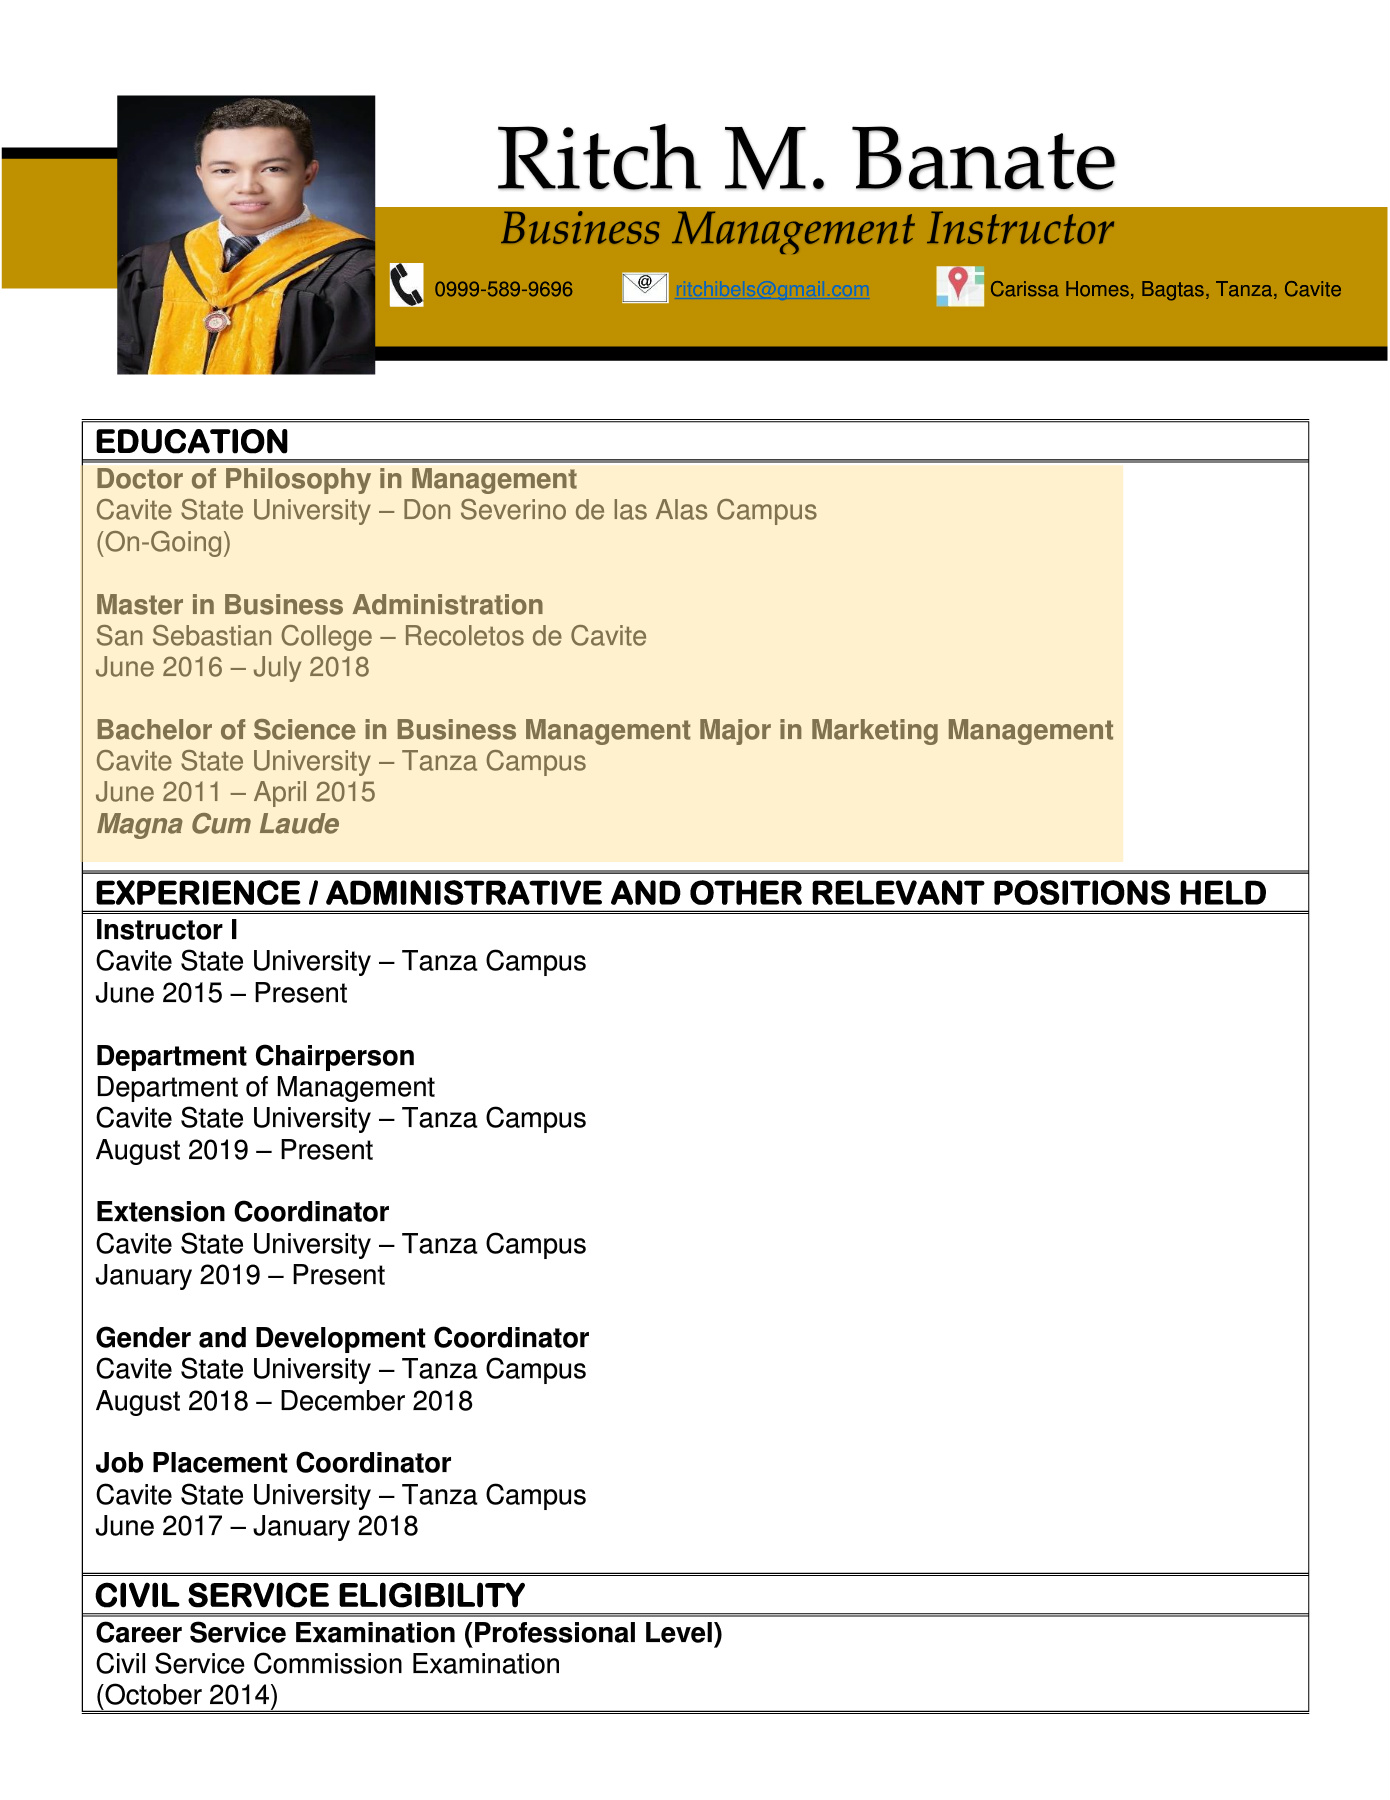 Ritch M. Banate
Business Management Instructor
0999-589-9696 ritchibels@gmail.com Carissa Homes, Bagtas, Tanza, Cavite
EDUCATION
Doctor of Philosophy in Management
Cavite State University – Don Severino de las Alas Campus
(On-Going)
Master in Business Administration
San Sebastian College – Recoletos de Cavite
June 2016 – July 2018
Bachelor of Science in Business Management Major in Marketing Management
Cavite State University – Tanza Campus
June 2011 – April 2015
Magna Cum Laude
EXPERIENCE / ADMINISTRATIVE AND OTHER RELEVANT POSITIONS HELD
Instructor I
Cavite State University – Tanza Campus
June 2015 – Present
Department Chairperson
Department of Management
Cavite State University – Tanza Campus
August 2019 – Present
Extension Coordinator
Cavite State University – Tanza Campus
January 2019 – Present
Gender and Development Coordinator
Cavite State University – Tanza Campus
August 2018 – December 2018
Job Placement Coordinator
Cavite State University – Tanza Campus
June 2017 – January 2018
CIVIL SERVICE ELIGIBILITY
Career Service Examination (Professional Level)
Civil Service Commission Examination
(October 2014)